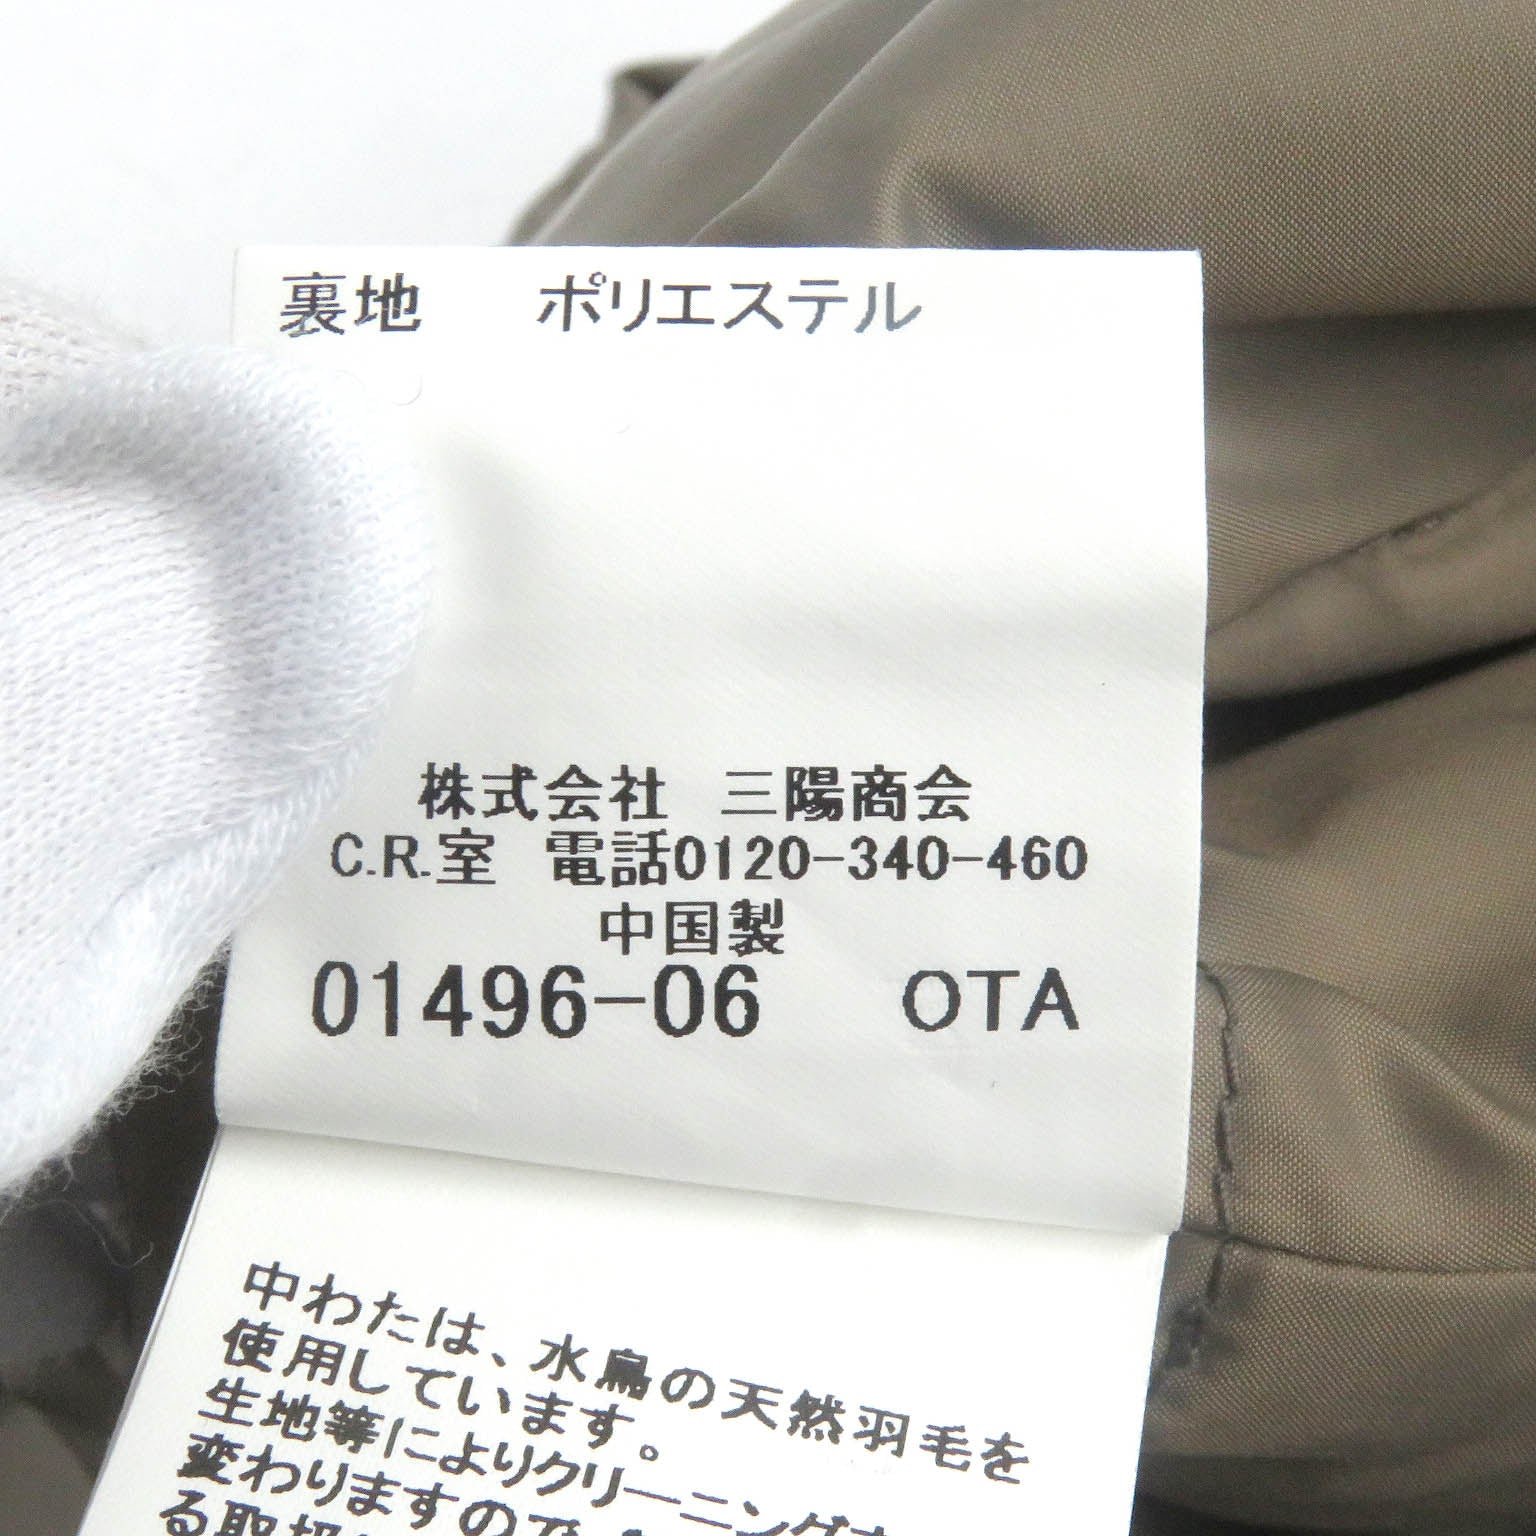 裏地 ポリエステル
株式会社 三陽商会
C.R.室 電話0120-340-460
中国製
01496-06 OTA
中わたは、水鳥の天然羽毛を
使用しています。
生地等によりクリーニング
変わりますので、
る取扱